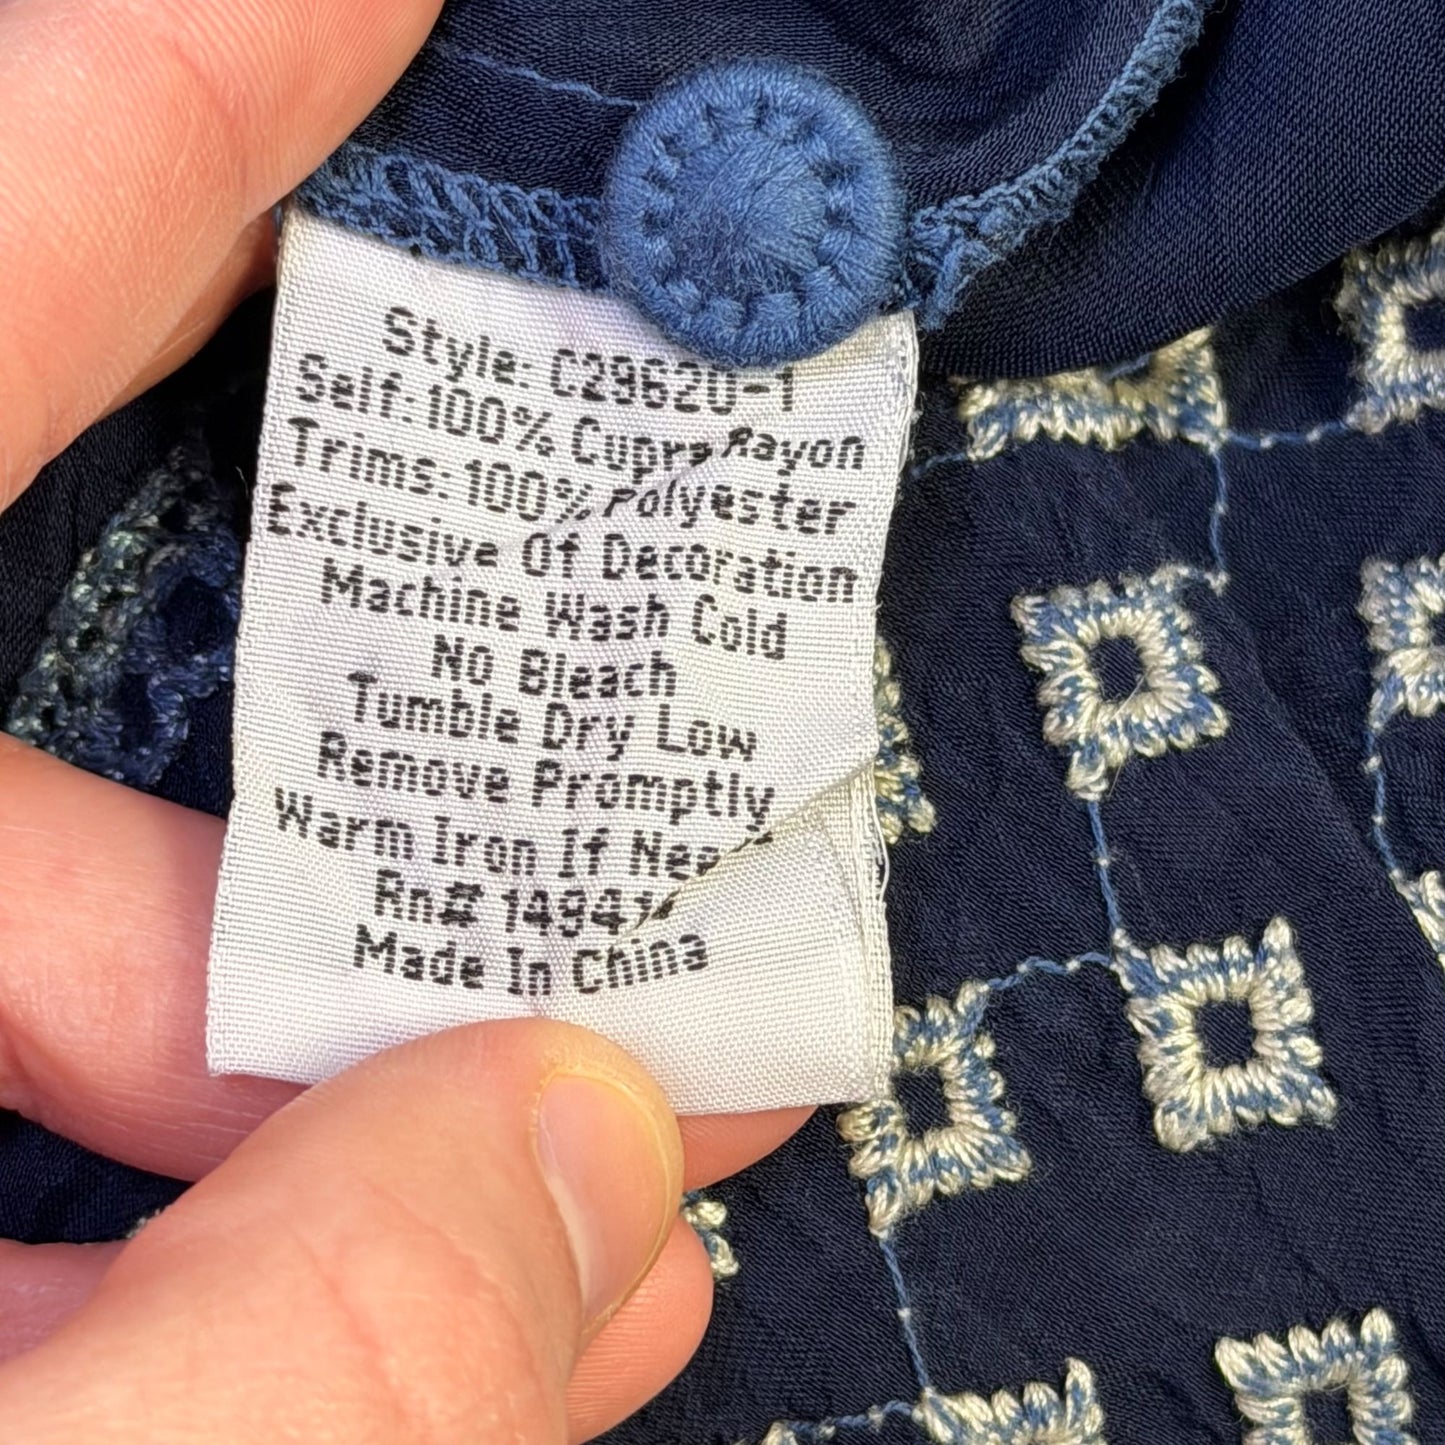 Style: C29620-1
Self: 100% Cupra Rayon
Trims: 100% Polyester
Exclusive Of Decoration
Machine Wash Cold
No Bleach
Tumble Dry Low
Remove Promptly
Warm Iron If
Rn#
Made In China